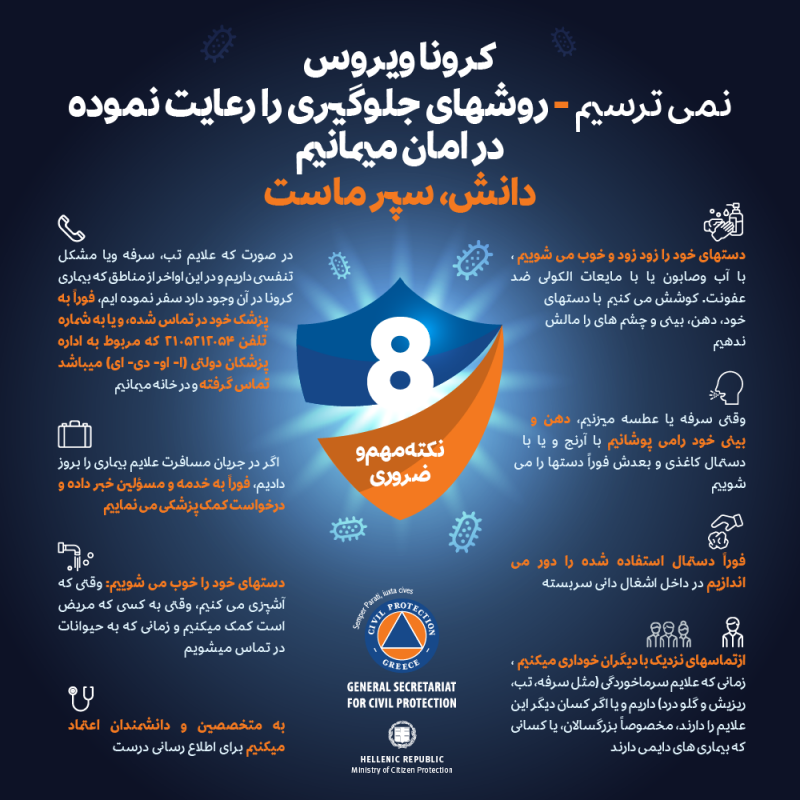 کرونا ویروس
نمی ترسیم - روشهای جلوگیری را رعایت نموده
در امان میمانیم
دانش، سپر ماست
دستهای خود را زود زود و خوب می شوییم ،
با آب وصابون یا با مایعات الکولی ضد
عفونت. کوشش می کنیم با دستهای
خود، دهن، بینی و چشم های را مالش
ندهیم
وقتی سرفه یا عطسه میزنیم، دهن و
بینی خود رامی پوشانیم با آرنج و یا با
دستمال کاغذی و بعدش فوراً دستها را می
شوییم
فوراً دستمال استفاده شده را دور می
اندازیم در داخل اشغال دانی سربسته
ازتماسهای نزدیک با دیگران خوداری میکنیم ،
زمانی که علایم سرماخوردگی (مثل سرفه، تب،
ریزیش و گلو درد) داریم و یا اگر کسان دیگر این
علایم را دارند، مخصوصاً بزرگسالان، یا کسانی
که بیماری های دایمی دارند
در صورت که علایم تب، سرفه ویا مشکل
تنفسی داریم و در این اواخر از مناطق که بیماری
کرونا در آن وجود دارد سفر نموده ایم، فوراً به
پزشک خود در تماس شده، و یا به شماره
تلفن ۲۱۰۵۲۱۲۰۵۴ که مربوط به اداره
پزشکان دولتی (ا- او- دی- ای) میباشد
تماس گرفته و در خانه میمانیم
اگر در جریان مسافرت علایم بیماری را بروز
دادیم، فوراً به خدمه و مسؤلین خبر داده و
درخواست کمک پزشکی می نماییم
دستهای خود را خوب می شوییم: وقتی که
آشپزی می کنیم، وقتی به کسی که مریض
است کمک میکنیم و زمانی که به حیوانات
در تماس میشویم
به متخصصین و دانشمندان اعتماد
میکنیم برای اطلاع رسانی درست
8
نکته مهم و
ضروری
Semper Parati, iuxta cives
CIVIL PROTECTION
- GREECE -
GENERAL SECRETARIAT
FOR CIVIL PROTECTION
HELLENIC REPUBLIC
Ministry of Citizen Protection